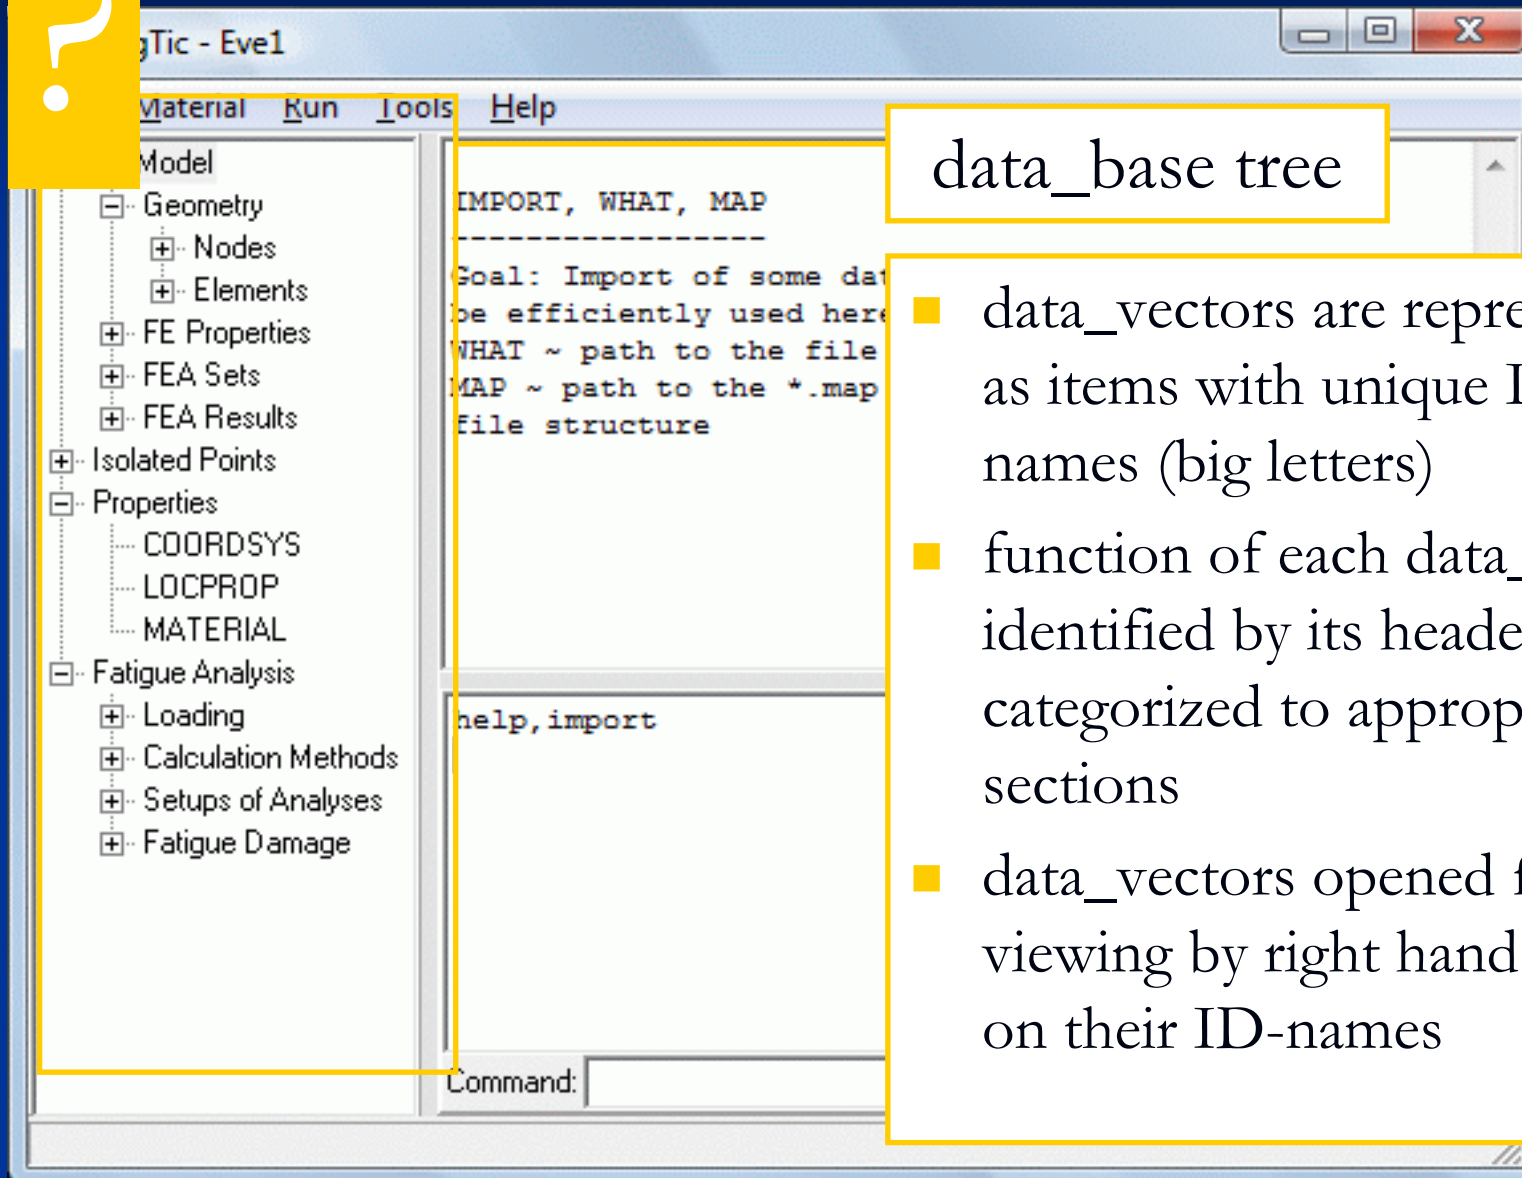 ?
gTic - Eve1
Material Run Tools Help
Model
Geometry
Nodes
Elements
FE Properties
FEA Sets
FEA Results
Isolated Points
Properties
COORDSYS
LOCPROP
MATERIAL
Fatigue Analysis
Loading
Calculation Methods
Setups of Analyses
Fatigue Damage
IMPORT, WHAT, MAP
-----------------
Goal: Import of some
be efficiently used here
WHAT ~ path to the file
MAP ~ path to the *.map
file structure
help,import
Command:
data_base tree
data_vectors are
as items with unique
names (big letters)
function of each data_
identified by its
categorized to
sections
data_vectors opened
viewing by right hand
on their ID-names